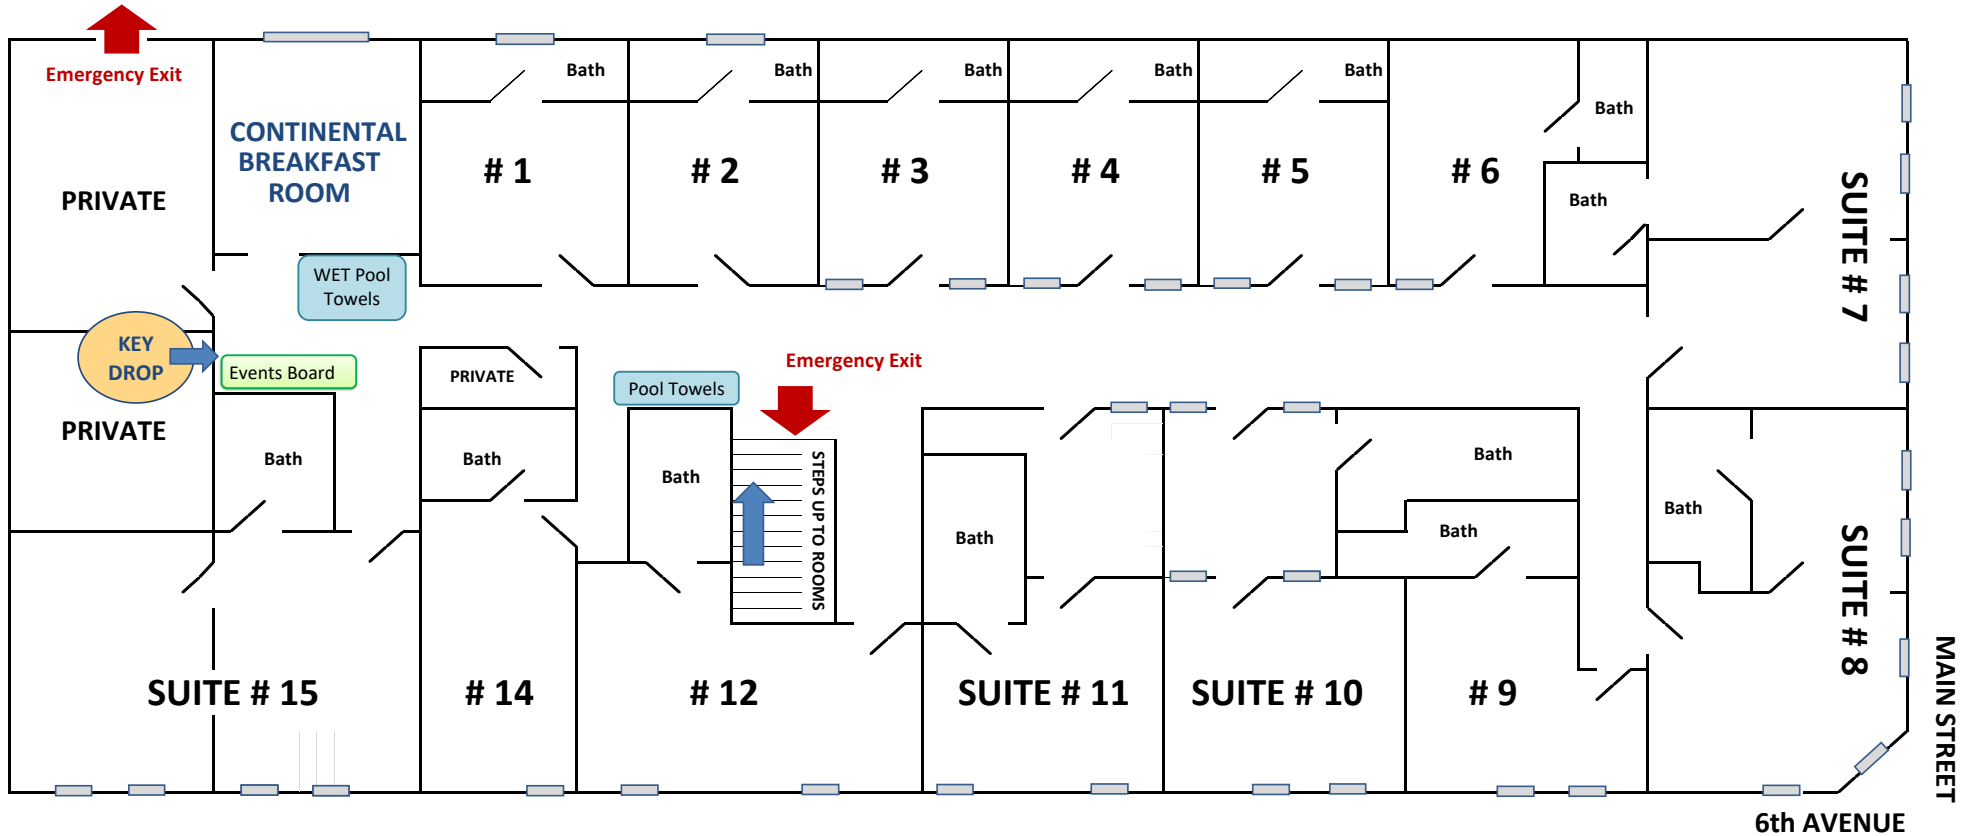 Emergency Exit
Bath
Bath
Bath
Bath
Bath
Bath
CONTINENTAL
BREAKFAST
ROOM
PRIVATE
# 1
# 2
# 3
# 4
# 5
# 6
Bath
SUITE # 7
WET Pool
Towels
KEY
DROP
Events Board
PRIVATE
Emergency Exit
Pool Towels
PRIVATE
Bath
Bath
Bath
STEPS UP TO ROOMS
Bath
Bath
Bath
Bath
SUITE # 8
SUITE # 15
# 14
# 12
SUITE # 11
SUITE # 10
# 9
MAIN STREET
6th AVENUE